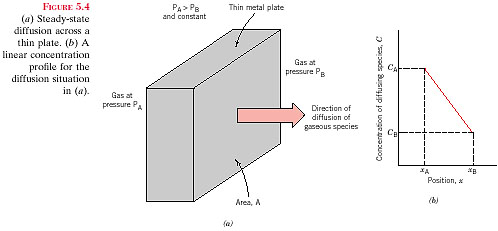 FIGURE 5.4
(a) Steady-state
diffusion across a
thin plate. (b) A
linear concentration
profile for the
diffusion situation
in (a).
PA > PB
and constant
Thin metal plate
Gas at
pressure PB
Gas at
pressure PA
Direction of
diffusion of
gaseous species
Area, A
(a)
Concentration of diffusing species, C
CA
CB
xA
xB
Position, x
(b)